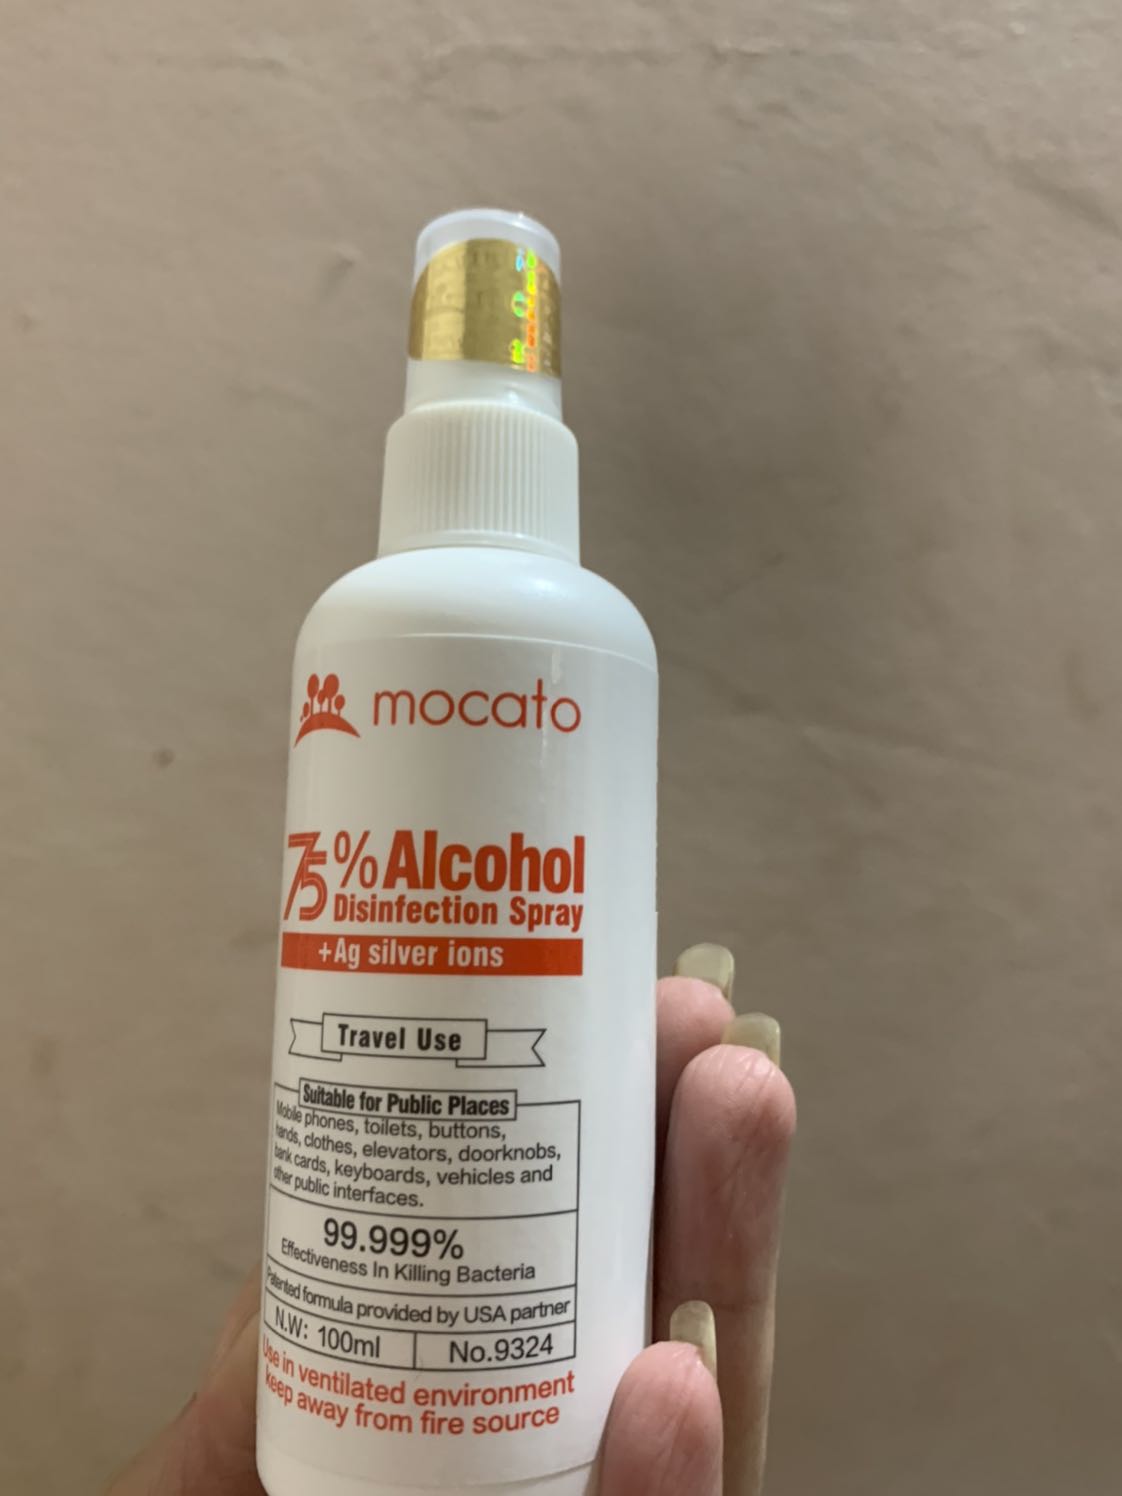 mocato
75% Alcohol
Disinfection Spray
+Ag silver ions
Travel Use
Suitable for Public Places
Mobile phones, toilets, buttons,
hands, clothes, elevators, doorknobs,
bank cards, keyboards, vehicles and
other public interfaces.
99.999%
Effectiveness In Killing Bacteria
Patented formula provided by USA partner
N.W: 100ml
No.9324
Use in ventilated environment
keep away from fire source